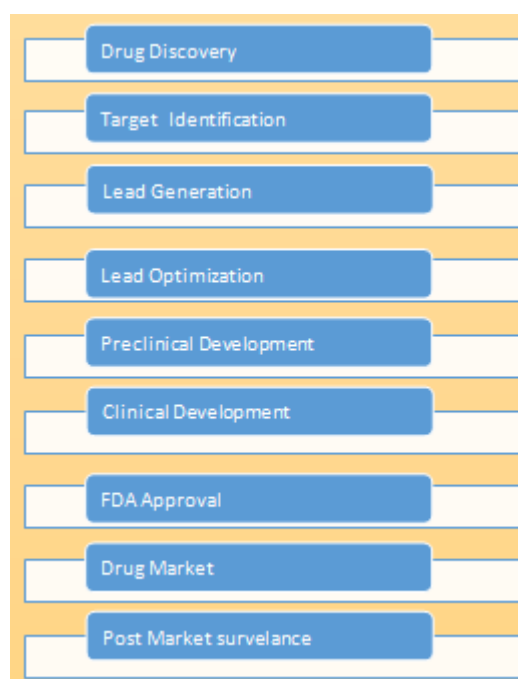 Drug Discovery
Target Identification
Lead Generation
Lead Optimization
Preclinical Development
Clinical Development
FDA Approval
Drug Market
Post Market survelance